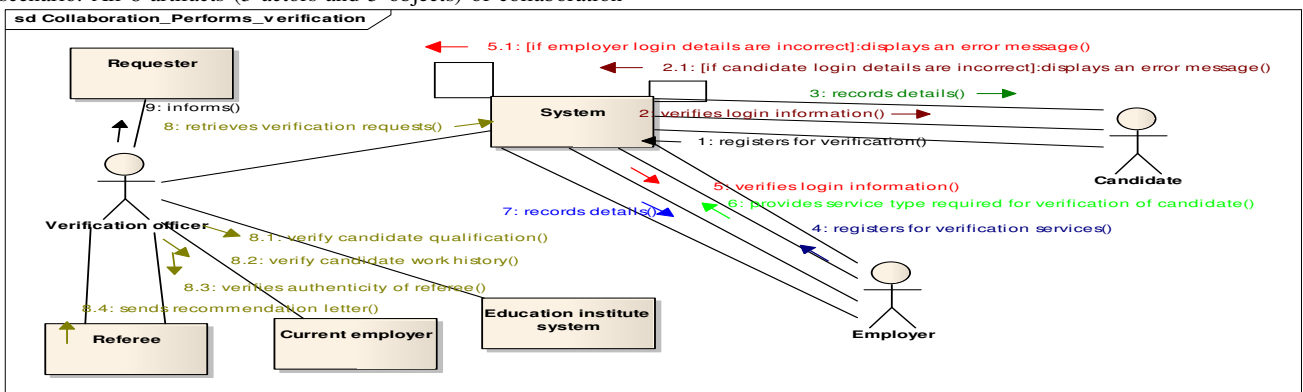 sd Collaboration_Performs_verification
5.1: [if employer login details are incorrect]:displays an error message()
Requester
2.1: [if candidate login details are incorrect]:displays an error message()
3: records details()
9: informs()
System
2: verifies login information()
8: retrieves verification requests()
1: registers for verification()
Candidate
5: verifies login information()
6: provides service type required for verification of candidate()
7: records details()
Verification officer
4: registers for verification services()
8.1: verify candidate qualification()
8.2: verify candidate work history()
8.3: verifies authenticity of referee()
8.4: sends recommendation letter()
Education institute
system
Referee
Current employer
Employer